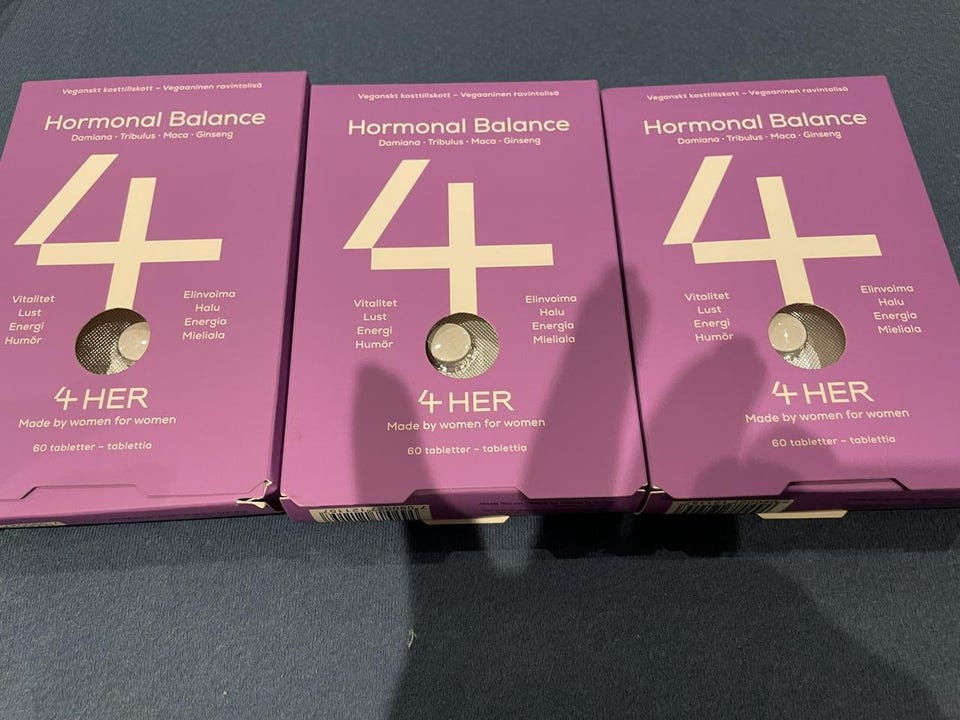 Veganskt kosttillskott – Vegaaninen ravintolisä
Hormonal Balance
Damiana · Tribulus · Maca · Ginseng
4
Vitalitet
Lust
Energi
Humör
Elinvoima
Halu
Energia
Mieliala
4HER
Made by women for women
60 tabletter – tablettia
Veganskt kosttillskott – Vegaaninen ravintolisä
Hormonal Balance
Damiana · Tribulus · Maca · Ginseng
4
Vitalitet
Lust
Energi
Humör
Elinvoima
Halu
Energia
Mieliala
4HER
Made by women for women
60 tabletter – tablettia
Veganskt kosttillskott – Vegaaninen ravintolisä
Hormonal Balance
Damiana · Tribulus · Maca · Ginseng
4
Vitalitet
Lust
Energi
Humör
Elinvoima
Halu
Energia
Mieliala
4HER
Made by women for women
60 tabletter – tablettia